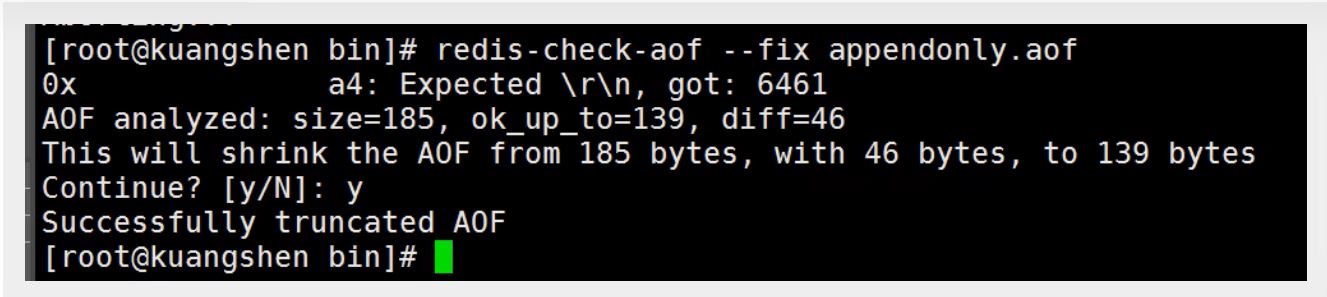 [root@kuangshen bin]# redis-check-aof --fix appendonly.aof
0x              a4: Expected \r\n, got: 6461
AOF analyzed: size=185, ok_up_to=139, diff=46
This will shrink the AOF from 185 bytes, with 46 bytes, to 139 bytes
Continue? [y/N]: y
Successfully truncated AOF
[root@kuangshen bin]#